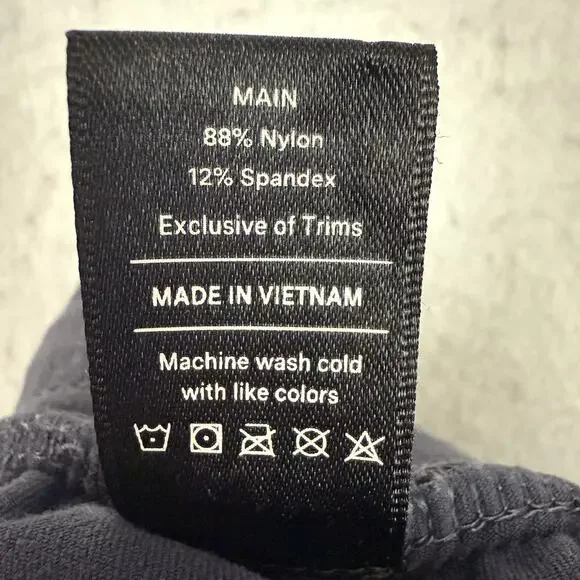 MAIN
88% Nylon
12% Spandex
Exclusive of Trims
MADE IN VIETNAM
Machine wash cold
with like colors